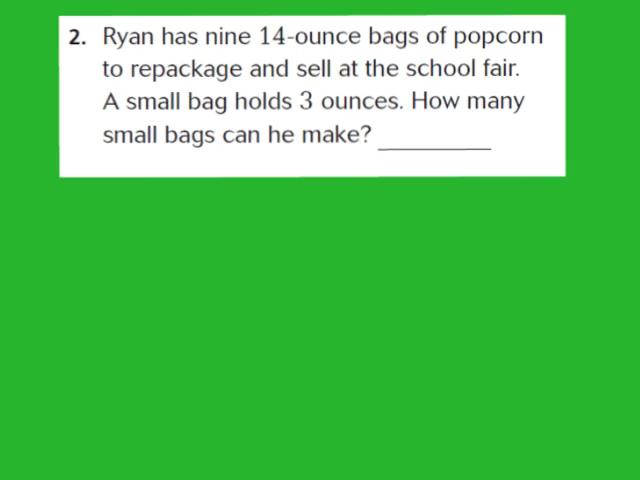 2. Ryan has nine 14-ounce bags of popcorn
to repackage and sell at the school fair.
A small bag holds 3 ounces. How many
small bags can he make? __________